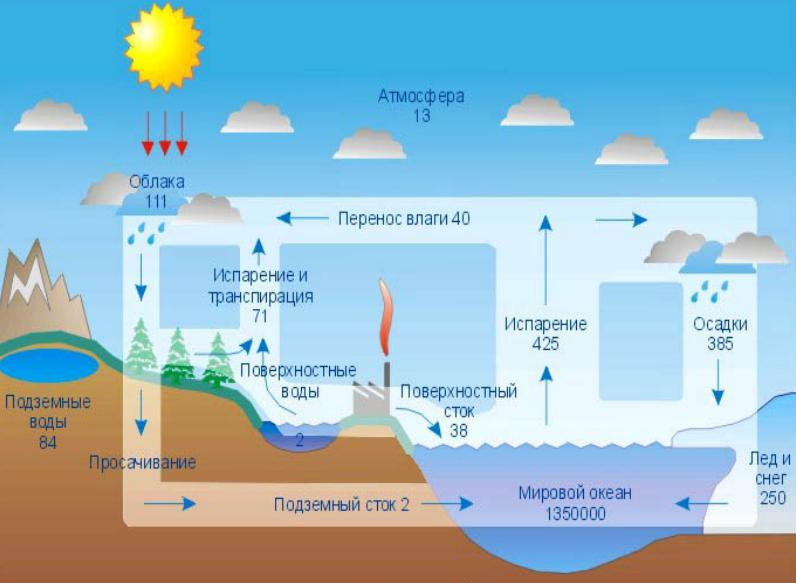 Атмосфера
13
Облака
111
Перенос влаги 40
Испарение и
транспирация
71
Испарение
425
Осадки
385
Поверхностные
воды
2
Поверхностный
сток
38
Подземные
воды
84
Просачивание
Лед и
снег
250
Подземный сток 2
Мировой океан
1350000